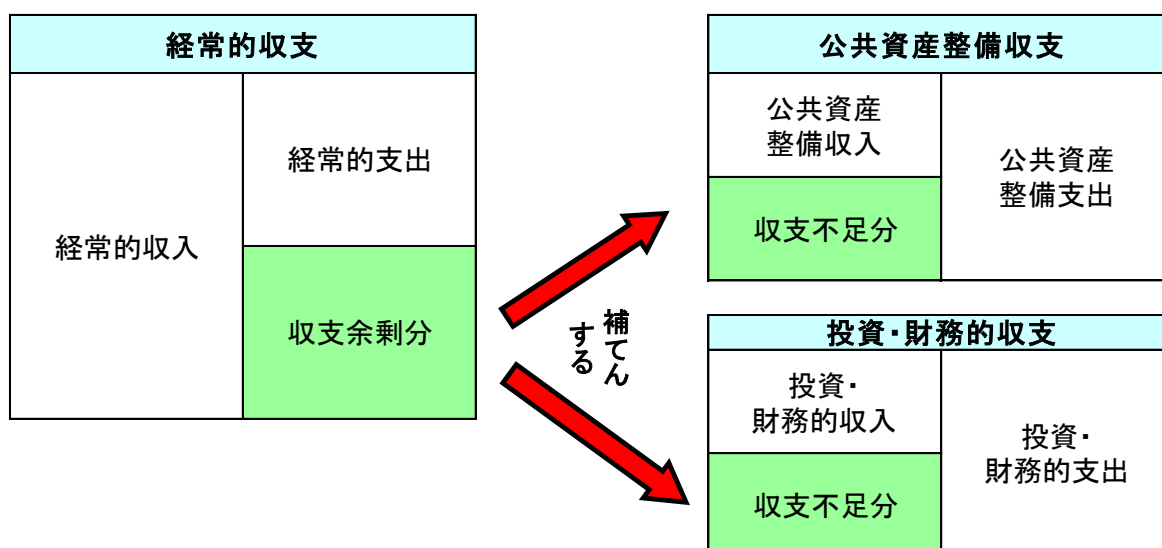 経常的収支
経常的収入
経常的支出
収支余剰分
補てん
する
公共資産整備収支
公共資産
整備収入
収支不足分
公共資産
整備支出
投資・財務的収支
投資・
財務的収入
収支不足分
投資・
財務的支出